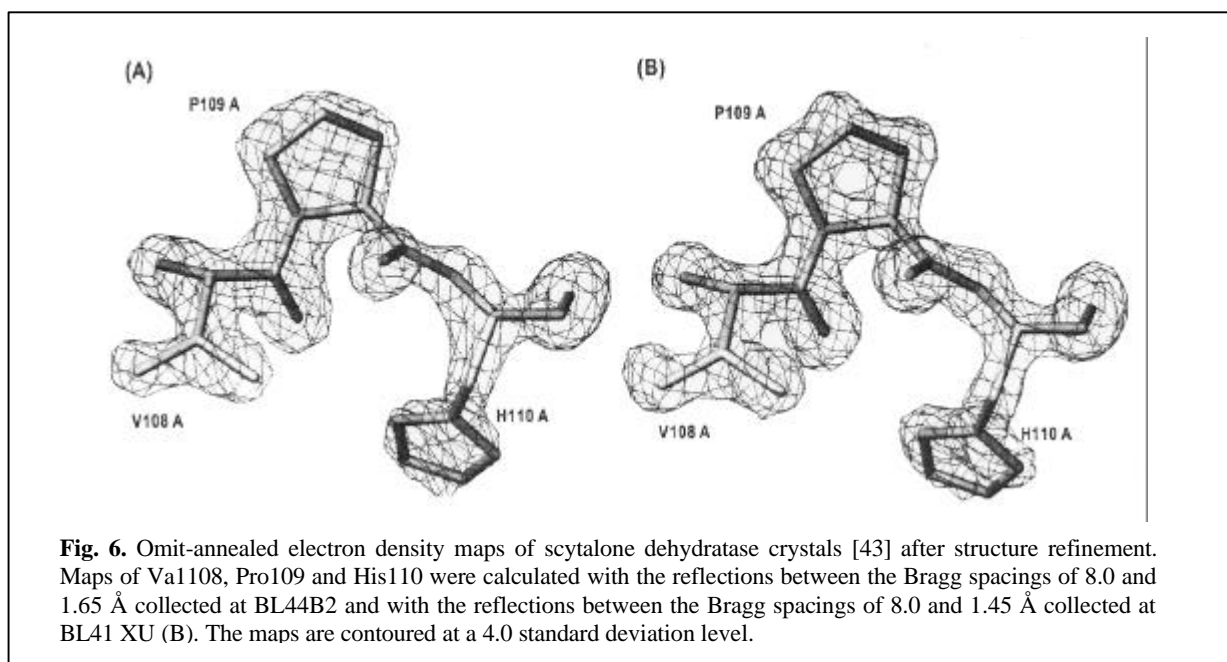 (A)
(B)
P109 A
P109 A
V108 A
H110 A
V108 A
H110 A
Fig. 6. Omit-annealed electron density maps of scytalone dehydratase crystals [43] after structure refinement.
Maps of Va1108, Pro109 and His110 were calculated with the reflections between the Bragg spacings of 8.0 and
1.65 Å collected at BL44B2 and with the reflections between the Bragg spacings of 8.0 and 1.45 Å collected at
BL41 XU (B). The maps are contoured at a 4.0 standard deviation level.